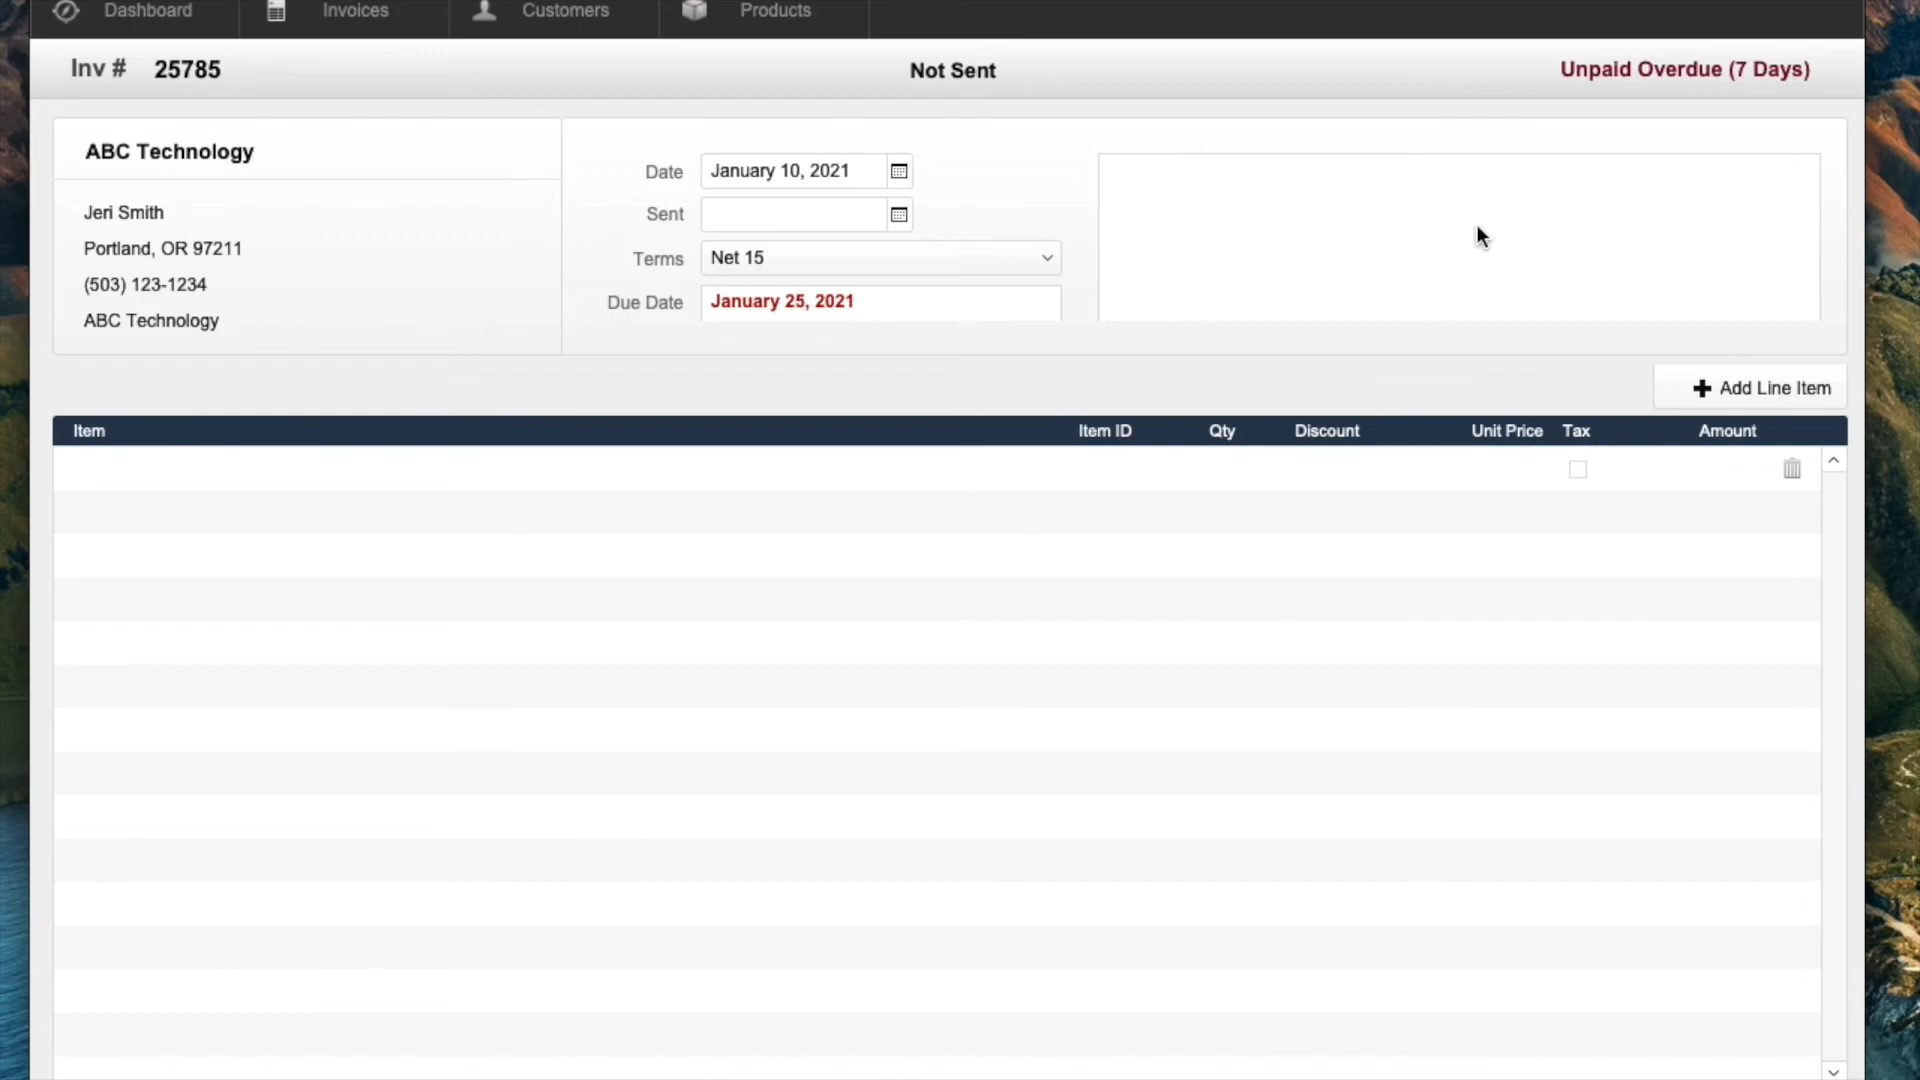 Dashboard Invoices Customers Products
Inv # 25785 Not Sent Unpaid Overdue (7 Days)
ABC Technology
Jeri Smith
Portland, OR 97211
(503) 123-1234
ABC Technology
Date January 10, 2021
Sent
Terms Net 15
Due Date January 25, 2021
Add Line Item
Item Item ID Qty Discount Unit Price Tax Amount